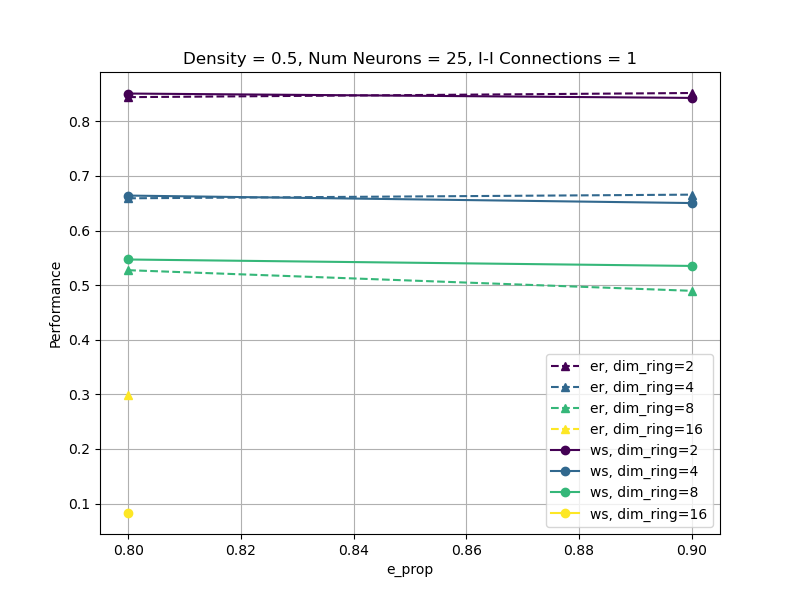 Density = 0.5, Num Neurons = 25, I-I Connections = 1
Performance
0.8
0.7
0.6
0.5
0.4
0.3
0.2
0.1
er, dim_ring=2
er, dim_ring=4
er, dim_ring=8
er, dim_ring=16
ws, dim_ring=2
ws, dim_ring=4
ws, dim_ring=8
ws, dim_ring=16
0.80 0.82 0.84 0.86 0.88 0.90
e_prop